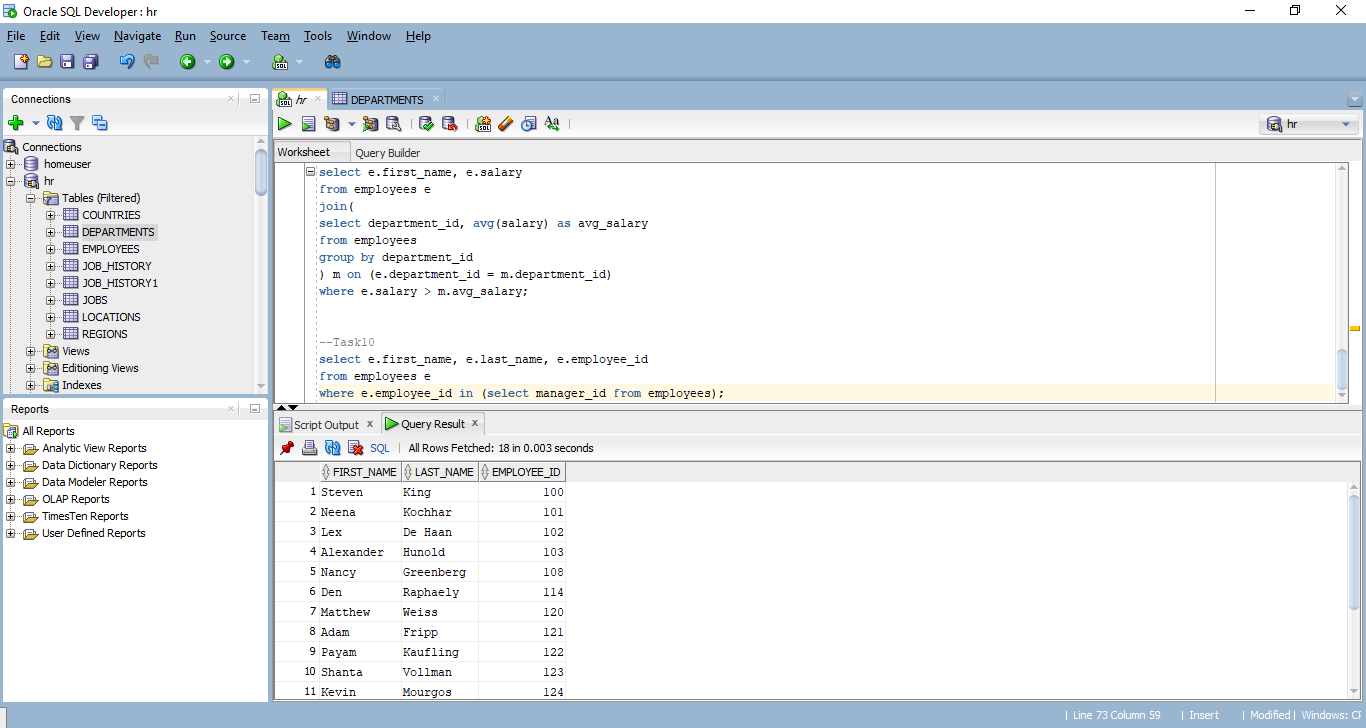 Oracle SQL Developer : hr
File Edit View Navigate Run Source Team Tools Window Help
Connections
Connections
homeuser
hr
Tables (Filtered)
COUNTRIES
DEPARTMENTS
EMPLOYEES
JOB_HISTORY
JOB_HISTORY1
JOBS
LOCATIONS
REGIONS
Views
Editioning Views
Indexes
Reports
All Reports
Analytic View Reports
Data Dictionary Reports
Data Modeler Reports
OLAP Reports
TimesTen Reports
User Defined Reports
hr DEPARTMENTS
SQL Aa hr
Worksheet Query Builder
select e.first_name, e.salary
from employees e
join(
select department_id, avg(salary) as avg_salary
from employees
group by department_id
) m on (e.department_id = m.department_id)
where e.salary > m.avg_salary;
--Task10
select e.first_name, e.last_name, e.employee_id
from employees e
where e.employee_id in (select manager_id from employees);
Script Output x Query Result x
SQL | All Rows Fetched: 18 in 0.003 seconds
FIRST_NAME LAST_NAME EMPLOYEE_ID
1 Steven King 100
2 Neena Kochhar 101
3 Lex De Haan 102
4 Alexander Hunold 103
5 Nancy Greenberg 108
6 Den Raphaely 114
7 Matthew Weiss 120
8 Adam Fripp 121
9 Payam Kaufling 122
10 Shanta Vollman 123
11 Kevin Mourgos 124
| Line 73 Column 59 | Insert | Modified | Windows: CF